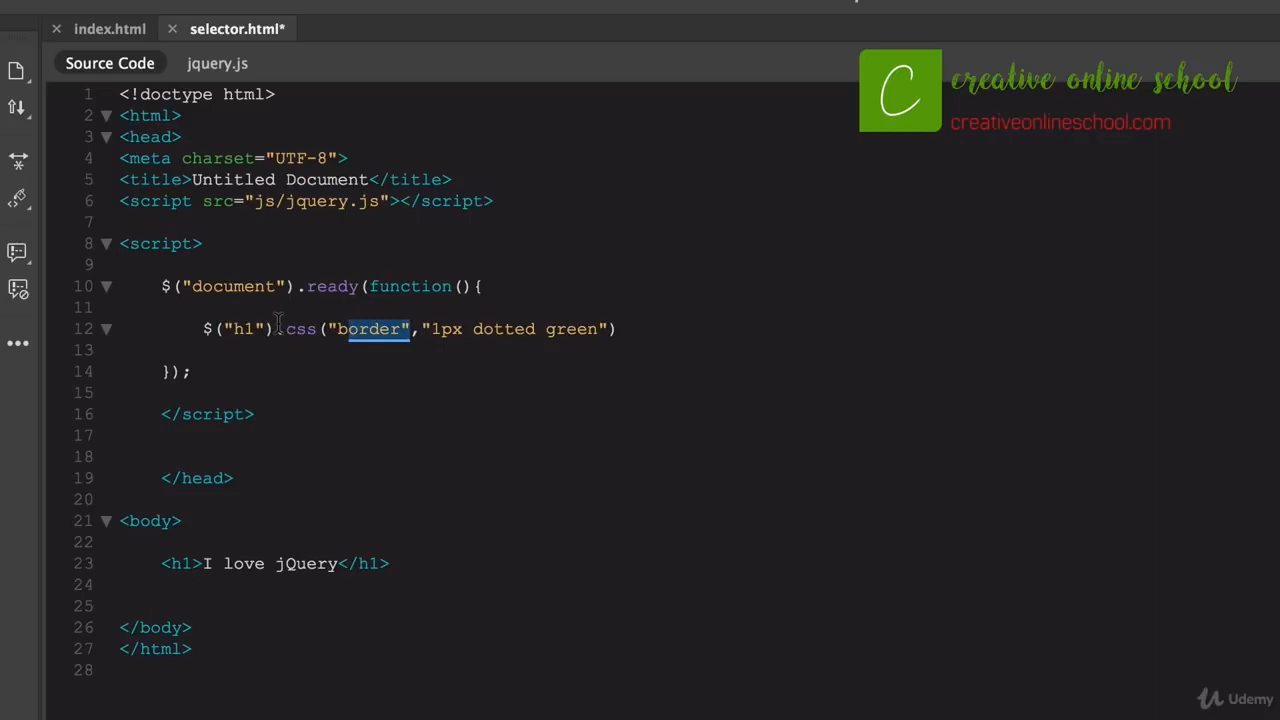 index.html
selector.html*
Source Code
jquery.js
C
creative online school
creativeonlineschool.com
1 <!doctype html>
2 <html>
3 <head>
4 <meta charset="UTF-8">
5 <title>Untitled Document</title>
6 <script src="js/jquery.js"></script>
7
8 <script>
9
10 $("document").ready(function(){
11
12 $("h1").css("border","1px dotted green")
13
14 });
15
16 </script>
17
18
19 </head>
20
21 <body>
22
23 <h1>I love jQuery</h1>
24
25
26 </body>
27 </html>
28
Udemy